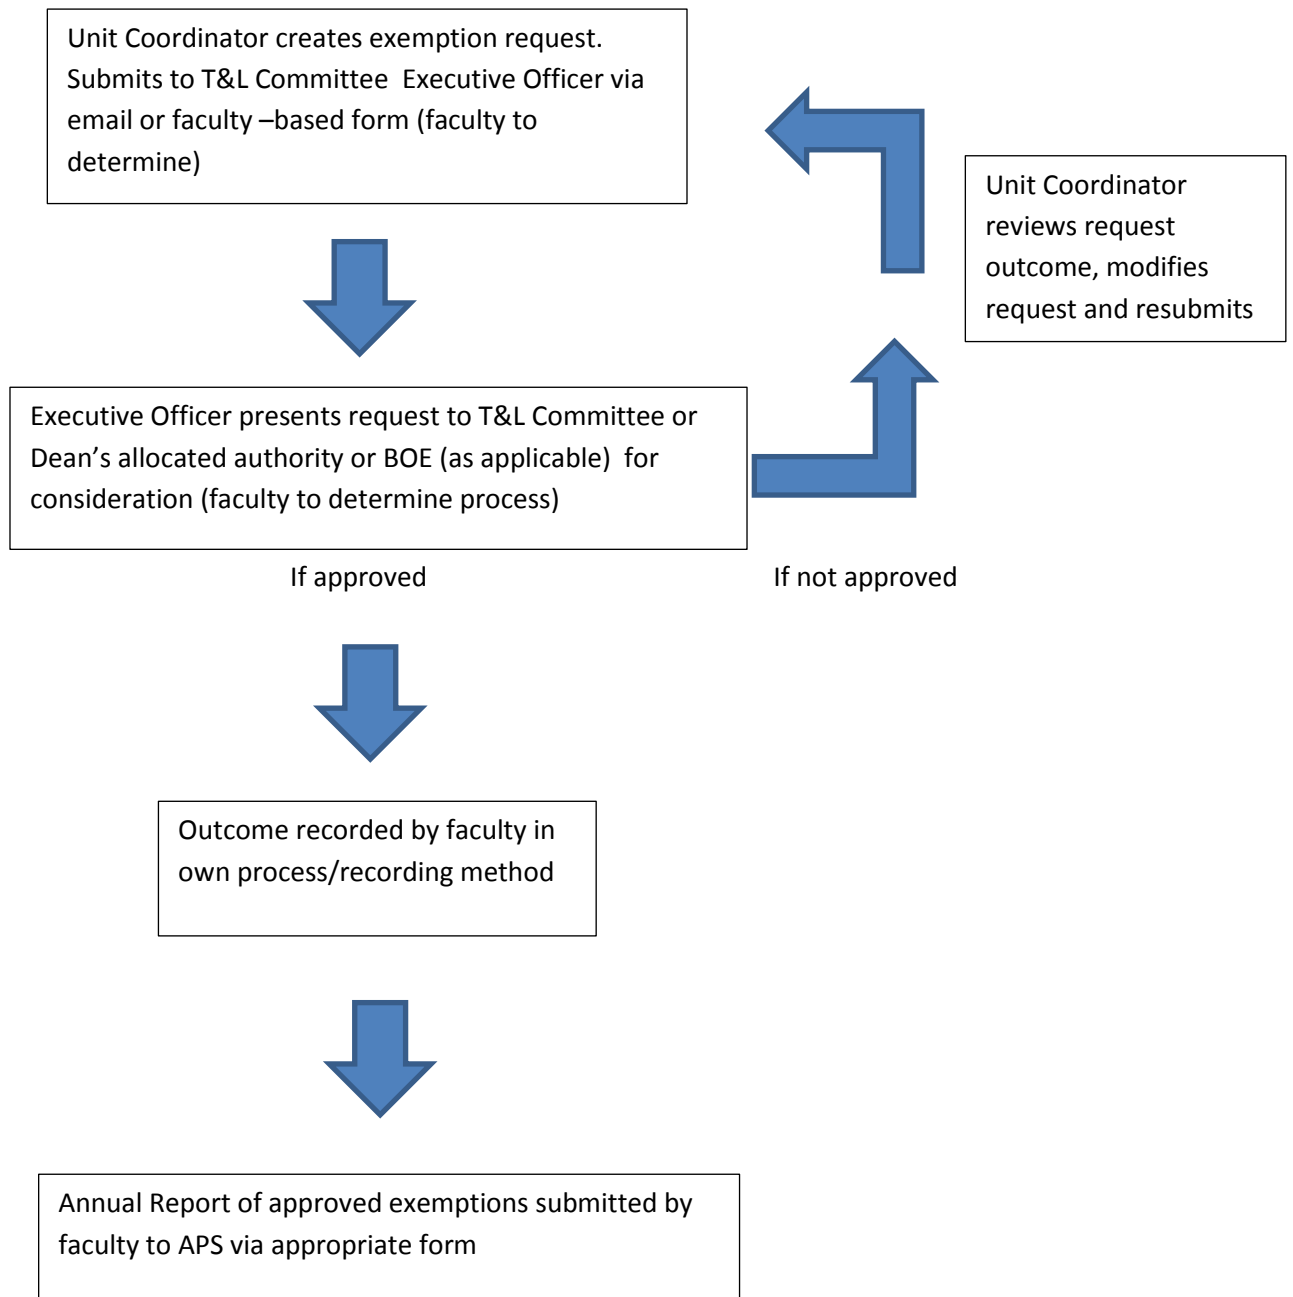 Unit Coordinator creates exemption request.
Submits to T&L Committee  Executive Officer via
email or faculty –based form (faculty to
determine)
Unit Coordinator
reviews request
outcome, modifies
request and resubmits
Executive Officer presents request to T&L Committee or
Dean’s allocated authority or BOE (as applicable)  for
consideration (faculty to determine process)
If approved
If not approved
Outcome recorded by faculty in
own process/recording method
Annual Report of approved exemptions submitted by
faculty to APS via appropriate form